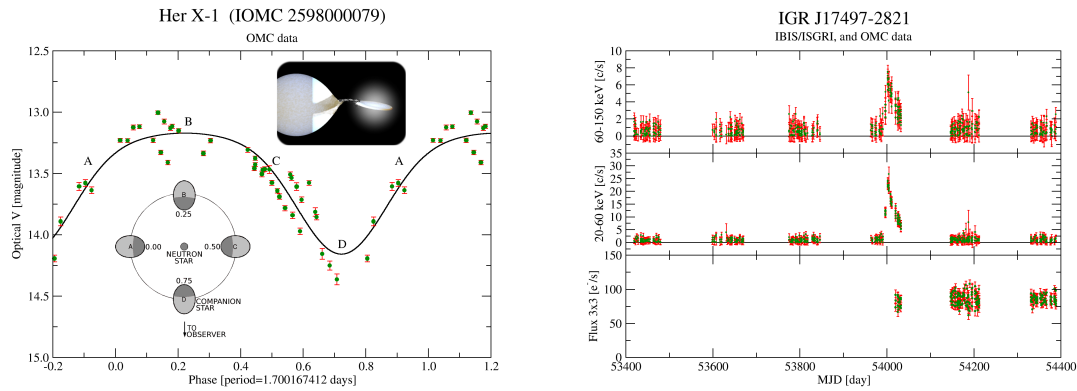 Her X-1 (IOMC 2598000079)
OMC data
12.5
13.0
13.5
14.0
14.5
15.0
Optical V [magnitude]
A
B
C
D
A
B
0.25
A
0.00
0.50
C
NEUTRON
STAR
0.75
D
COMPANION
STAR
TO
OBSERVER
-0.2
0.0
0.2
0.4
0.6
0.8
1.0
1.2
Phase [period=1.700167412 days]
IGR J17497-2821
IBIS/ISGRI, and OMC data
10
8
6
4
2
0
60-150 keV [c/s]
35
30
25
20
15
10
5
0
20-60 keV [c/s]
150
100
50
0
Flux 3x3 [e⁻/s]
53400
53600
53800
54000
54200
54400
MJD [day]